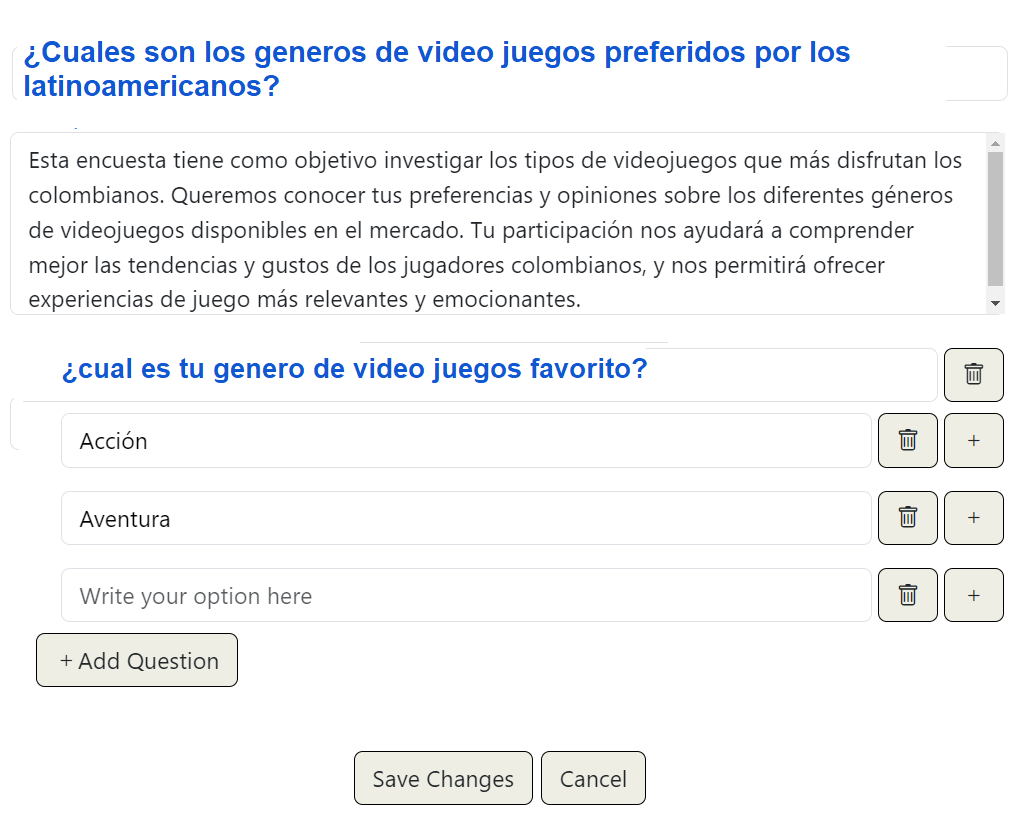 ¿Cuales son los generos de video juegos preferidos por los
latinoamericanos?
Esta encuesta tiene como objetivo investigar los tipos de videojuegos que más disfrutan los
colombianos. Queremos conocer tus preferencias y opiniones sobre los diferentes géneros
de videojuegos disponibles en el mercado. Tu participación nos ayudará a comprender
mejor las tendencias y gustos de los jugadores colombianos, y nos permitirá ofrecer
experiencias de juego más relevantes y emocionantes.
¿cual es tu genero de video juegos favorito?
Acción
+
Aventura
+
Write your option here
+
+ Add Question
Save Changes
Cancel